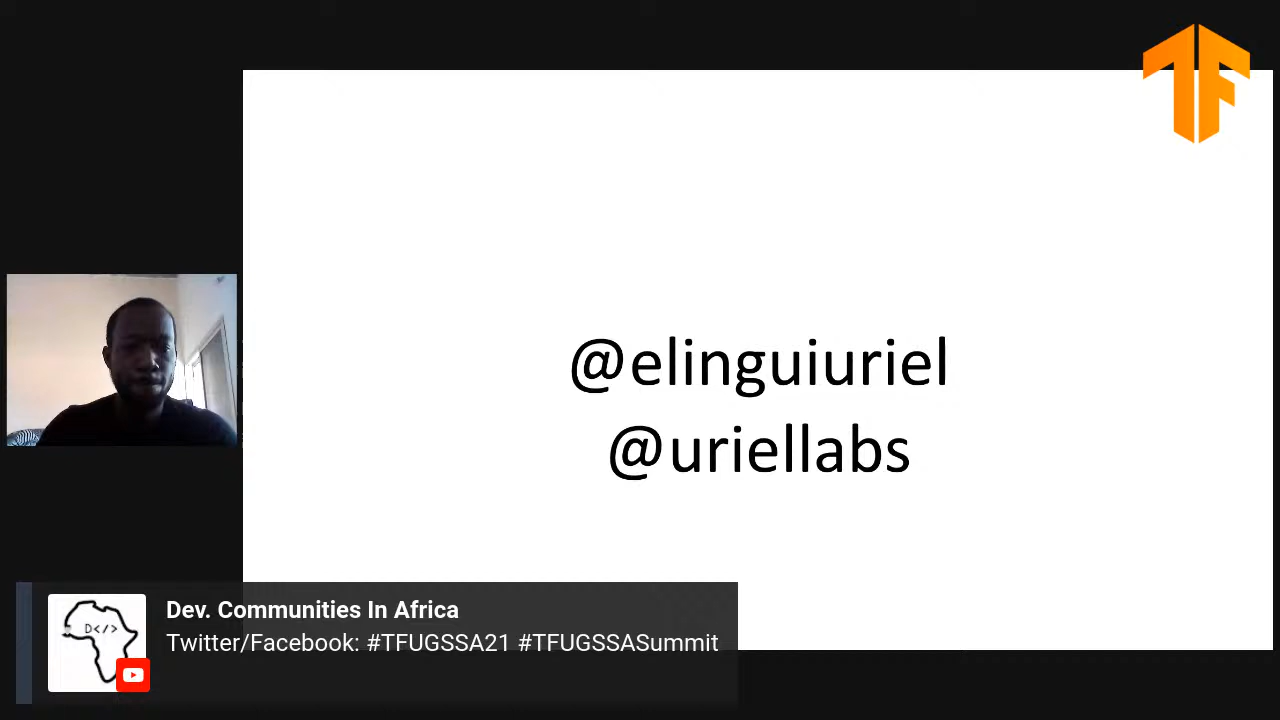 @elinguiuriel
@uriellabs
D</>
Dev. Communities In Africa
Twitter/Facebook: #TFUGSSA21 #TFUGSSASummit